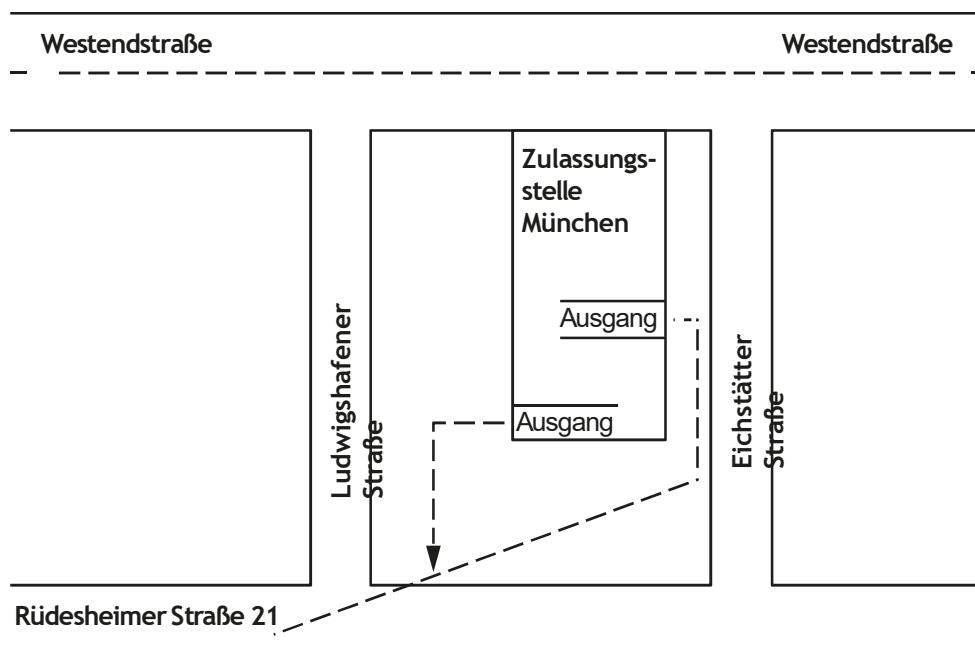 Westendstraße
Westendstraße
Zulassungs-
stelle
München
Ausgang
Ausgang
Ludwigshafener
Straße
Eichstätter
Straße
Rüdesheimer Straße 21